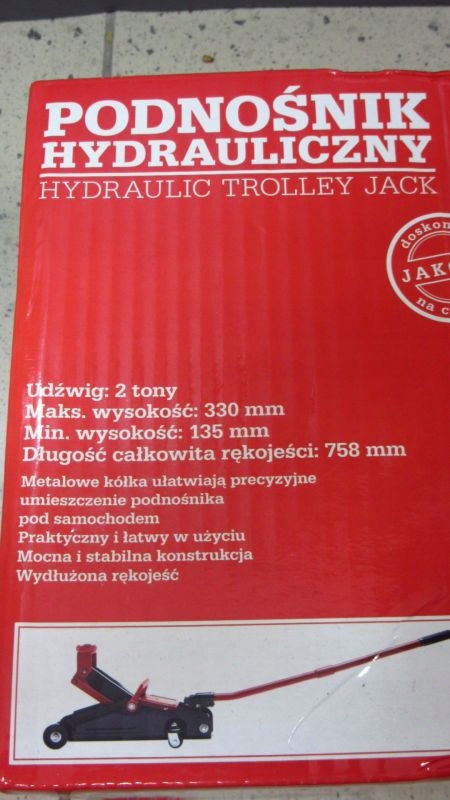 PODNOŚNIK
HYDRAULICZNY
HYDRAULIC TROLLEY JACK
Udźwig: 2 tony
Maks. wysokość: 330 mm
Min. wysokość: 135 mm
Długość całkowita rękojeści: 758 mm
Metalowe kółka ułatwiają precyzyjne
umieszczenie podnośnika
pod samochodem
Praktyczny i łatwy w użyciu
Mocna i stabilna konstrukcja
Wydłużona rękojeść